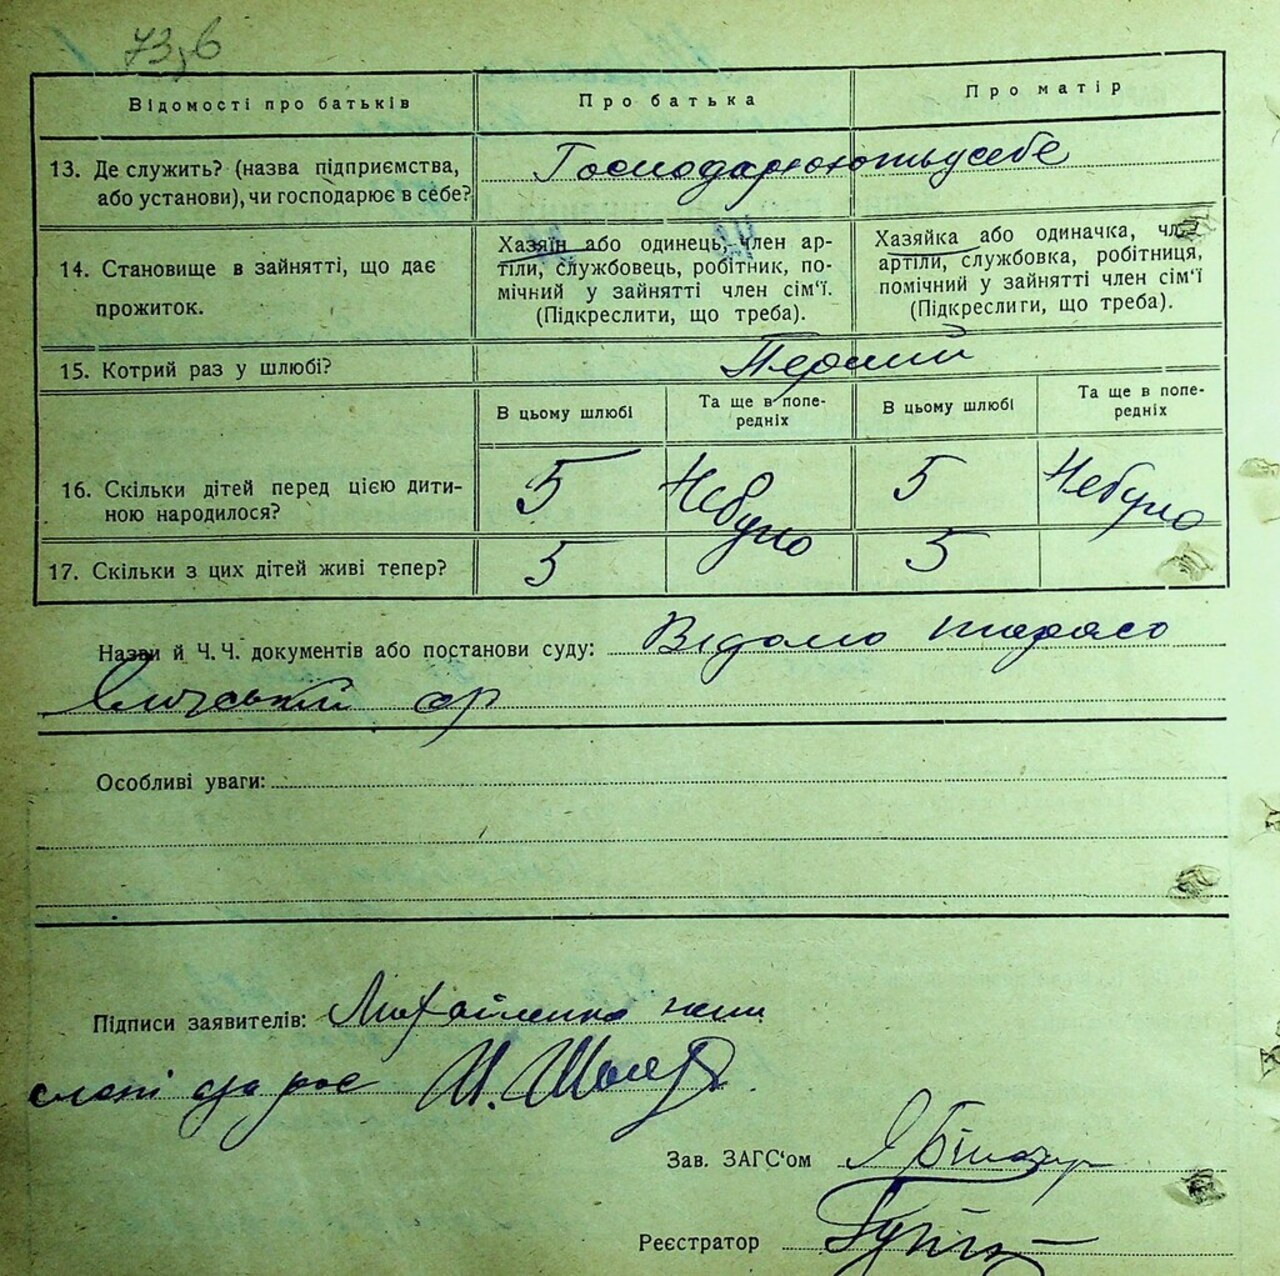 73,в
Відомості про батьків
Про батька
Про матір
13. Де служить? (назва підприємства,
або установи), чи господарює в себе?
Господарюютьусебе
14. Становище в зайнятті, що дає
прожиток.
Хазяїн або одинець, член ар-
тіли, службовець, робітник, по-
мічний у зайнятті член сім'ї.
(Підкреслити, що треба).
Хазяйка або одиначка, член
артіли, службовка, робітниця,
помічний у зайнятті член сім'ї
(Підкреслити, що треба).
15. Котрий раз у шлюбі?
Перший
В цьому шлюбі
Та ще в попе-
редніх
В цьому шлюбі
Та ще в попе-
редніх
16. Скільки дітей перед цією дити-
ною народилося?
5 Небуло 5 Небуло
17. Скільки з цих дітей живі тепер?
5 5
Назви й Ч.Ч. документів або постанови суду: Відомо
Особливі уваги:
Підписи заявителів: Михайленко
Зав. ЗАГС'ом
Реєстратор